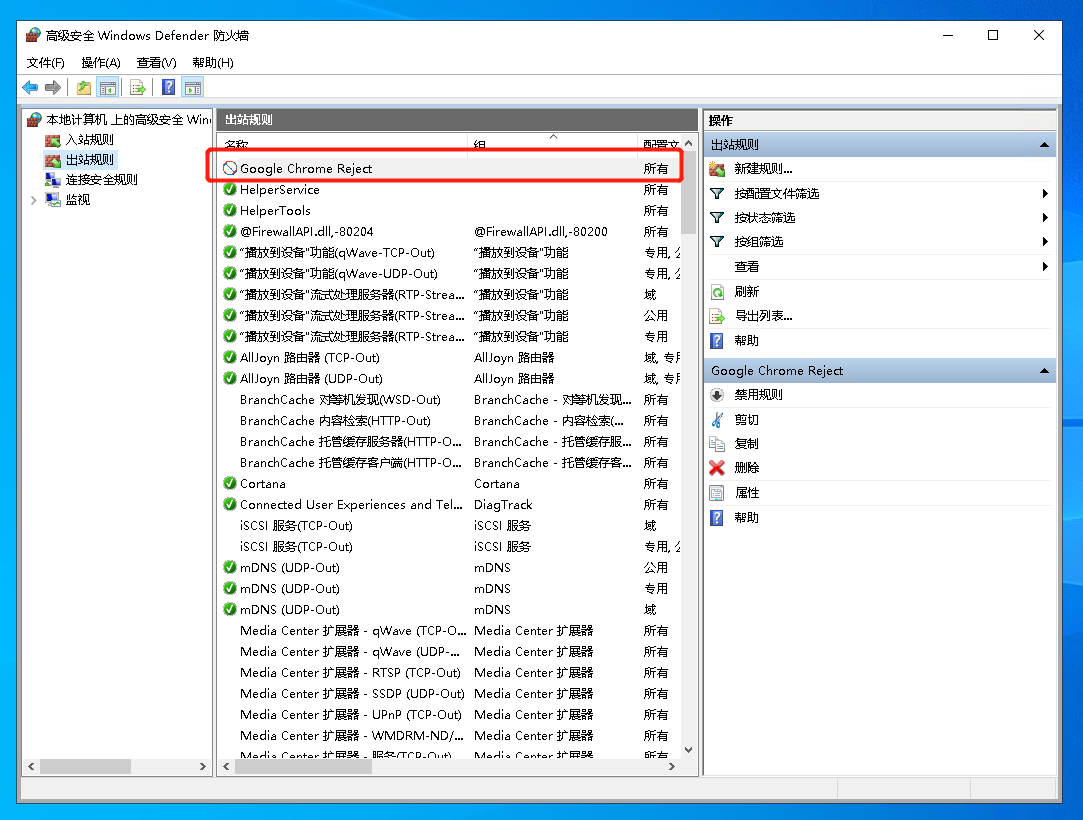 高级安全 Windows Defender 防火墙
文件(F) 操作(A) 查看(V) 帮助(H)
本地计算机 上的高级安全 Win
入站规则
出站规则
连接安全规则
监视
出站规则
名称 组 配置文
Google Chrome Reject 所有
HelperService 所有
HelperTools 所有
@FirewallAPI.dll,-80204 @FirewallAPI.dll,-80200 所有
"播放到设备"功能(qWave-TCP-Out) "播放到设备"功能 专用, 公
"播放到设备"功能(qWave-UDP-Out) "播放到设备"功能 专用, 公
"播放到设备"流式处理服务器(RTP-Strea... "播放到设备"功能 域
"播放到设备"流式处理服务器(RTP-Strea... "播放到设备"功能 公用
"播放到设备"流式处理服务器(RTP-Strea... "播放到设备"功能 专用
AllJoyn 路由器 (TCP-Out) AllJoyn 路由器 域, 专用
AllJoyn 路由器 (UDP-Out) AllJoyn 路由器 域, 专用
BranchCache 对等机发现(WSD-Out) BranchCache - 对等机发现... 所有
BranchCache 内容检索(HTTP-Out) BranchCache - 内容检索(... 所有
BranchCache 托管缓存服务器(HTTP-O... BranchCache - 托管缓存服... 所有
BranchCache 托管缓存客户端(HTTP-O... BranchCache - 托管缓存客... 所有
Cortana Cortana 所有
Connected User Experiences and Tel... DiagTrack 所有
iSCSI 服务(TCP-Out) iSCSI 服务 域
iSCSI 服务(TCP-Out) iSCSI 服务 专用, 公
mDNS (UDP-Out) mDNS 公用
mDNS (UDP-Out) mDNS 专用
mDNS (UDP-Out) mDNS 域
Media Center 扩展器 - qWave (TCP-O... Media Center 扩展器 所有
Media Center 扩展器 - qWave (UDP-... Media Center 扩展器 所有
Media Center 扩展器 - RTSP (TCP-Out) Media Center 扩展器 所有
Media Center 扩展器 - SSDP (UDP-Out) Media Center 扩展器 所有
Media Center 扩展器 - UPnP (TCP-Out) Media Center 扩展器 所有
Media Center 扩展器 - WMDRM-ND/... Media Center 扩展器 所有
Media Center 扩展器 - 服务(TCP-Out) Media Center 扩展器 所有
操作
出站规则
新建规则...
按配置文件筛选
按状态筛选
按组筛选
查看
刷新
导出列表...
帮助
Google Chrome Reject
禁用规则
剪切
复制
删除
属性
帮助